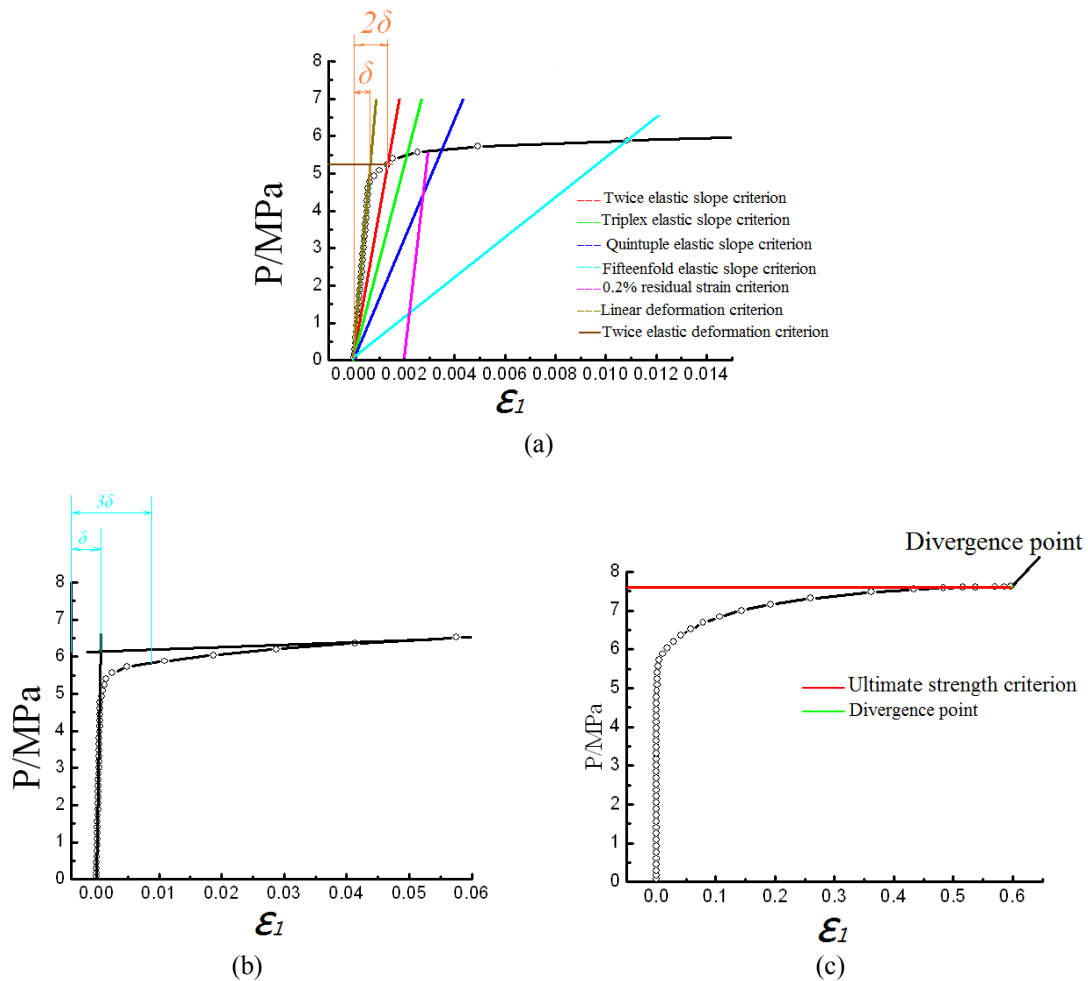 2δ
δ
8
7
6
5
4
3
2
1
0
P/MPa
Twice elastic slope criterion
Triplex elastic slope criterion
Quintuple elastic slope criterion
Fifteenfold elastic slope criterion
0.2% residual strain criterion
Linear deformation criterion
Twice elastic deformation criterion
0.000 0.002 0.004 0.006 0.008 0.010 0.012 0.014
ε1
(a)
3δ
δ
8
7
6
5
4
3
2
1
0
P/MPa
0.00 0.01 0.02 0.03 0.04 0.05 0.06
ε1
(b)
Divergence point
8
7
6
5
4
3
2
1
0
P/MPa
Ultimate strength criterion
Divergence point
0.0 0.1 0.2 0.3 0.4 0.5 0.6
ε1
(c)